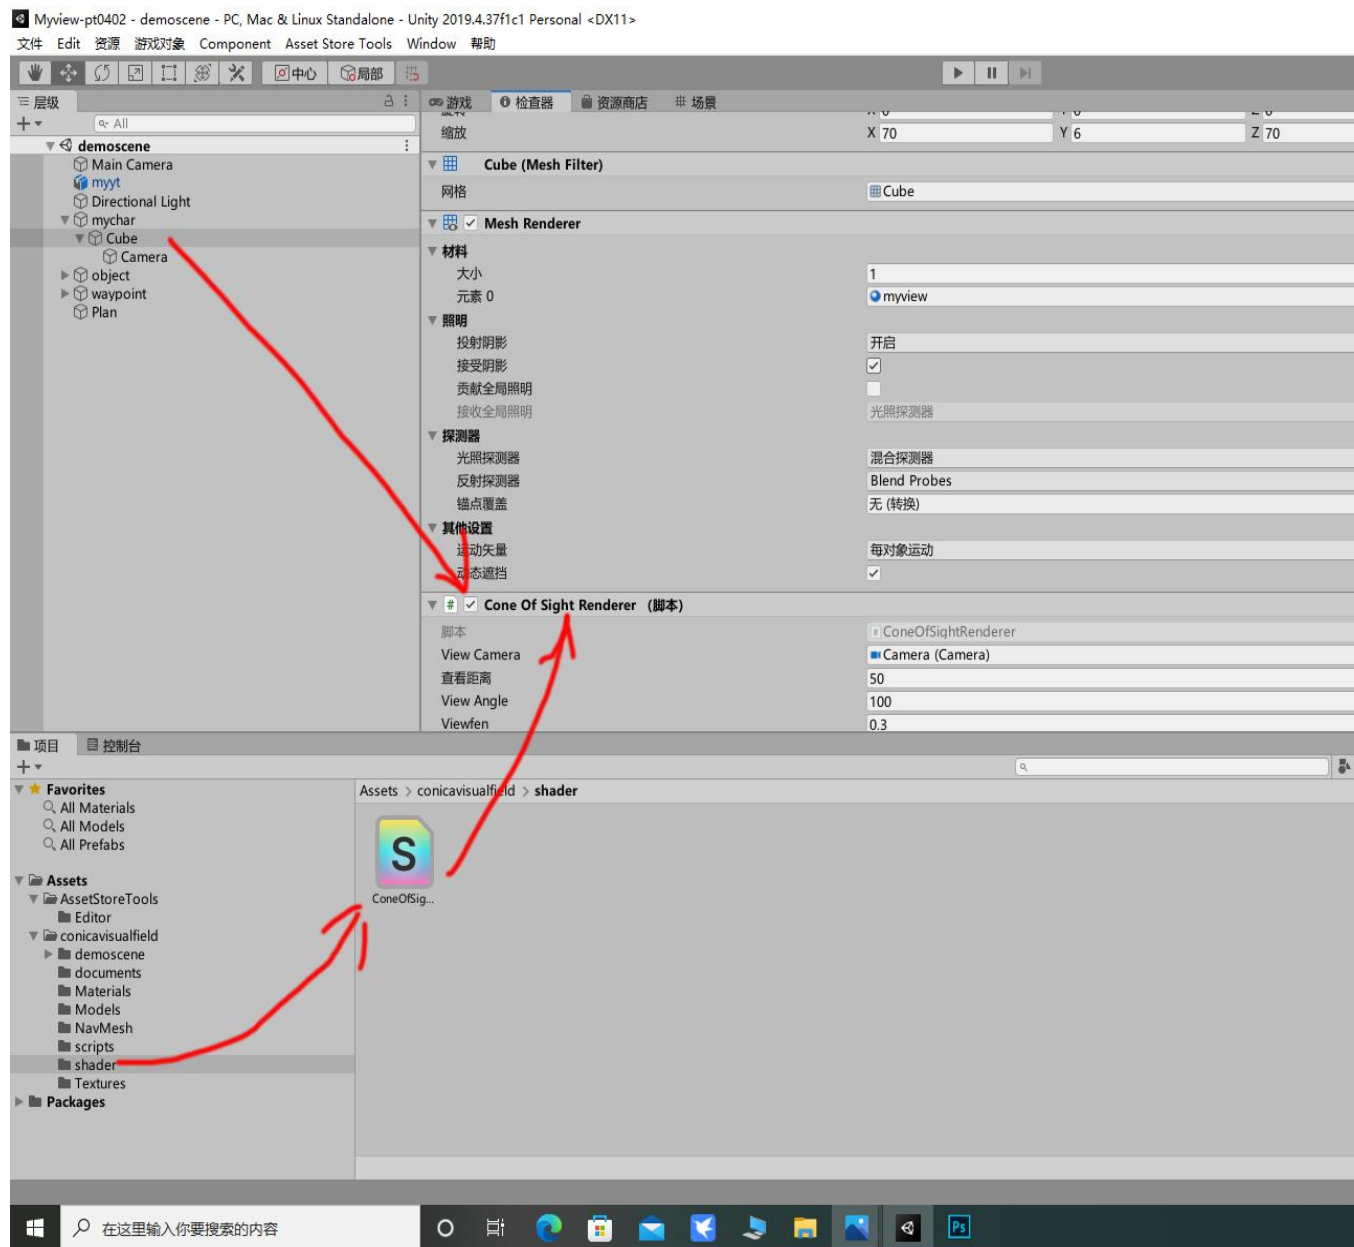 Myview-pt0402 - demoscene - PC, Mac & Linux Standalone - Unity 2019.4.37f1c1 Personal <DX11>
文件 Edit 资源 游戏对象 Component Asset Store Tools Window 帮助
中心 局部
层级 游戏 检查器 资源商店 场景
All
缩放 X 70 Y 6 Z 70
demoscene
Main Camera
myyt
Directional Light
mychar
Cube
Camera
object
waypoint
Plan
Cube (Mesh Filter)
网格 Cube
Mesh Renderer
材料
大小 1
元素 0 myview
照明
投射阴影 开启
接受阴影
贡献全局照明
接收全局照明 光照探测器
探测器
光照探测器 混合探测器
反射探测器 Blend Probes
锚点覆盖 无 (转换)
其他设置
运动矢量 每对象运动
动态遮挡
Cone Of Sight Renderer (脚本)
脚本 ConeOfSightRenderer
View Camera Camera (Camera)
查看距离 50
View Angle 100
Viewfen 0.3
项目 控制台
Favorites
All Materials
All Models
All Prefabs
Assets
AssetStoreTools
Editor
conicavisualfield
demoscene
documents
Materials
Models
NavMesh
scripts
shader
Textures
Packages
Assets > conicavisualfield > shader
S
ConeOfSig...
在这里输入你要搜索的内容
Ps